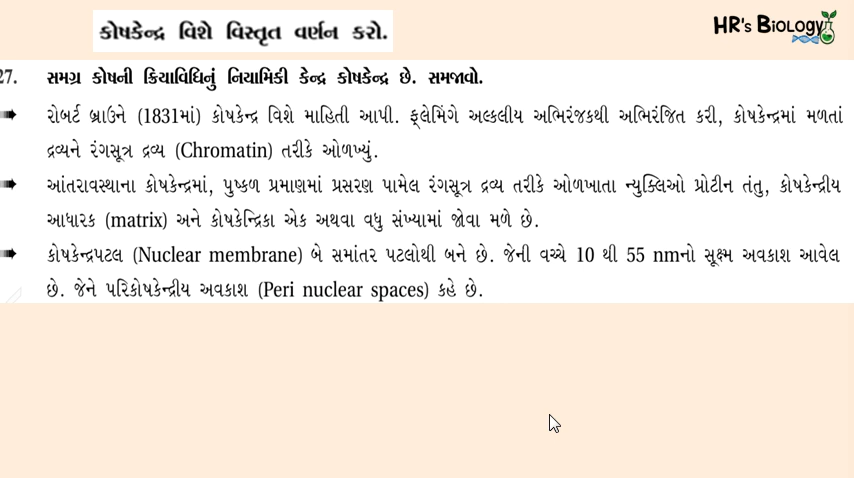 કોષકેન્દ્ર વિશે વિસ્તૃત વર્ણન કરો.
HR's BIOLOGY
27. સમગ્ર કોષની ક્રિયાવિધિનું નિયામિકી કેન્દ્ર કોષકેન્દ્ર છે. સમજાવો.
રોબર્ટ બ્રાઉને (1831માં) કોષકેન્દ્ર વિશે માહિતી આપી. ફ્લેમિંગે અલ્કલીય અભિરંજકથી અભિરંજિત કરી, કોષકેન્દ્રમાં મળતાં
દ્રવ્યને રંગસૂત્ર દ્રવ્ય (Chromatin) તરીકે ઓળખ્યું.
આંતરાવસ્થાના કોષકેન્દ્રમાં, પુષ્કળ પ્રમાણમાં પ્રસરણ પામેલ રંગસૂત્ર દ્રવ્ય તરીકે ઓળખાતા ન્યુક્લિઓ પ્રોટીન તંતુ, કોષકેન્દ્રીય
આધારક (matrix) અને કોષકેન્દ્રિકા એક અથવા વધુ સંખ્યામાં જોવા મળે છે.
કોષકેન્દ્રપટલ (Nuclear membrane) બે સમાંતર પટલોથી બને છે. જેની વચ્ચે 10 થી 55 nmનો સૂક્ષ્મ અવકાશ આવેલ
છે. જેને પરિકોષકેન્દ્રીય અવકાશ (Peri nuclear spaces) કહે છે.